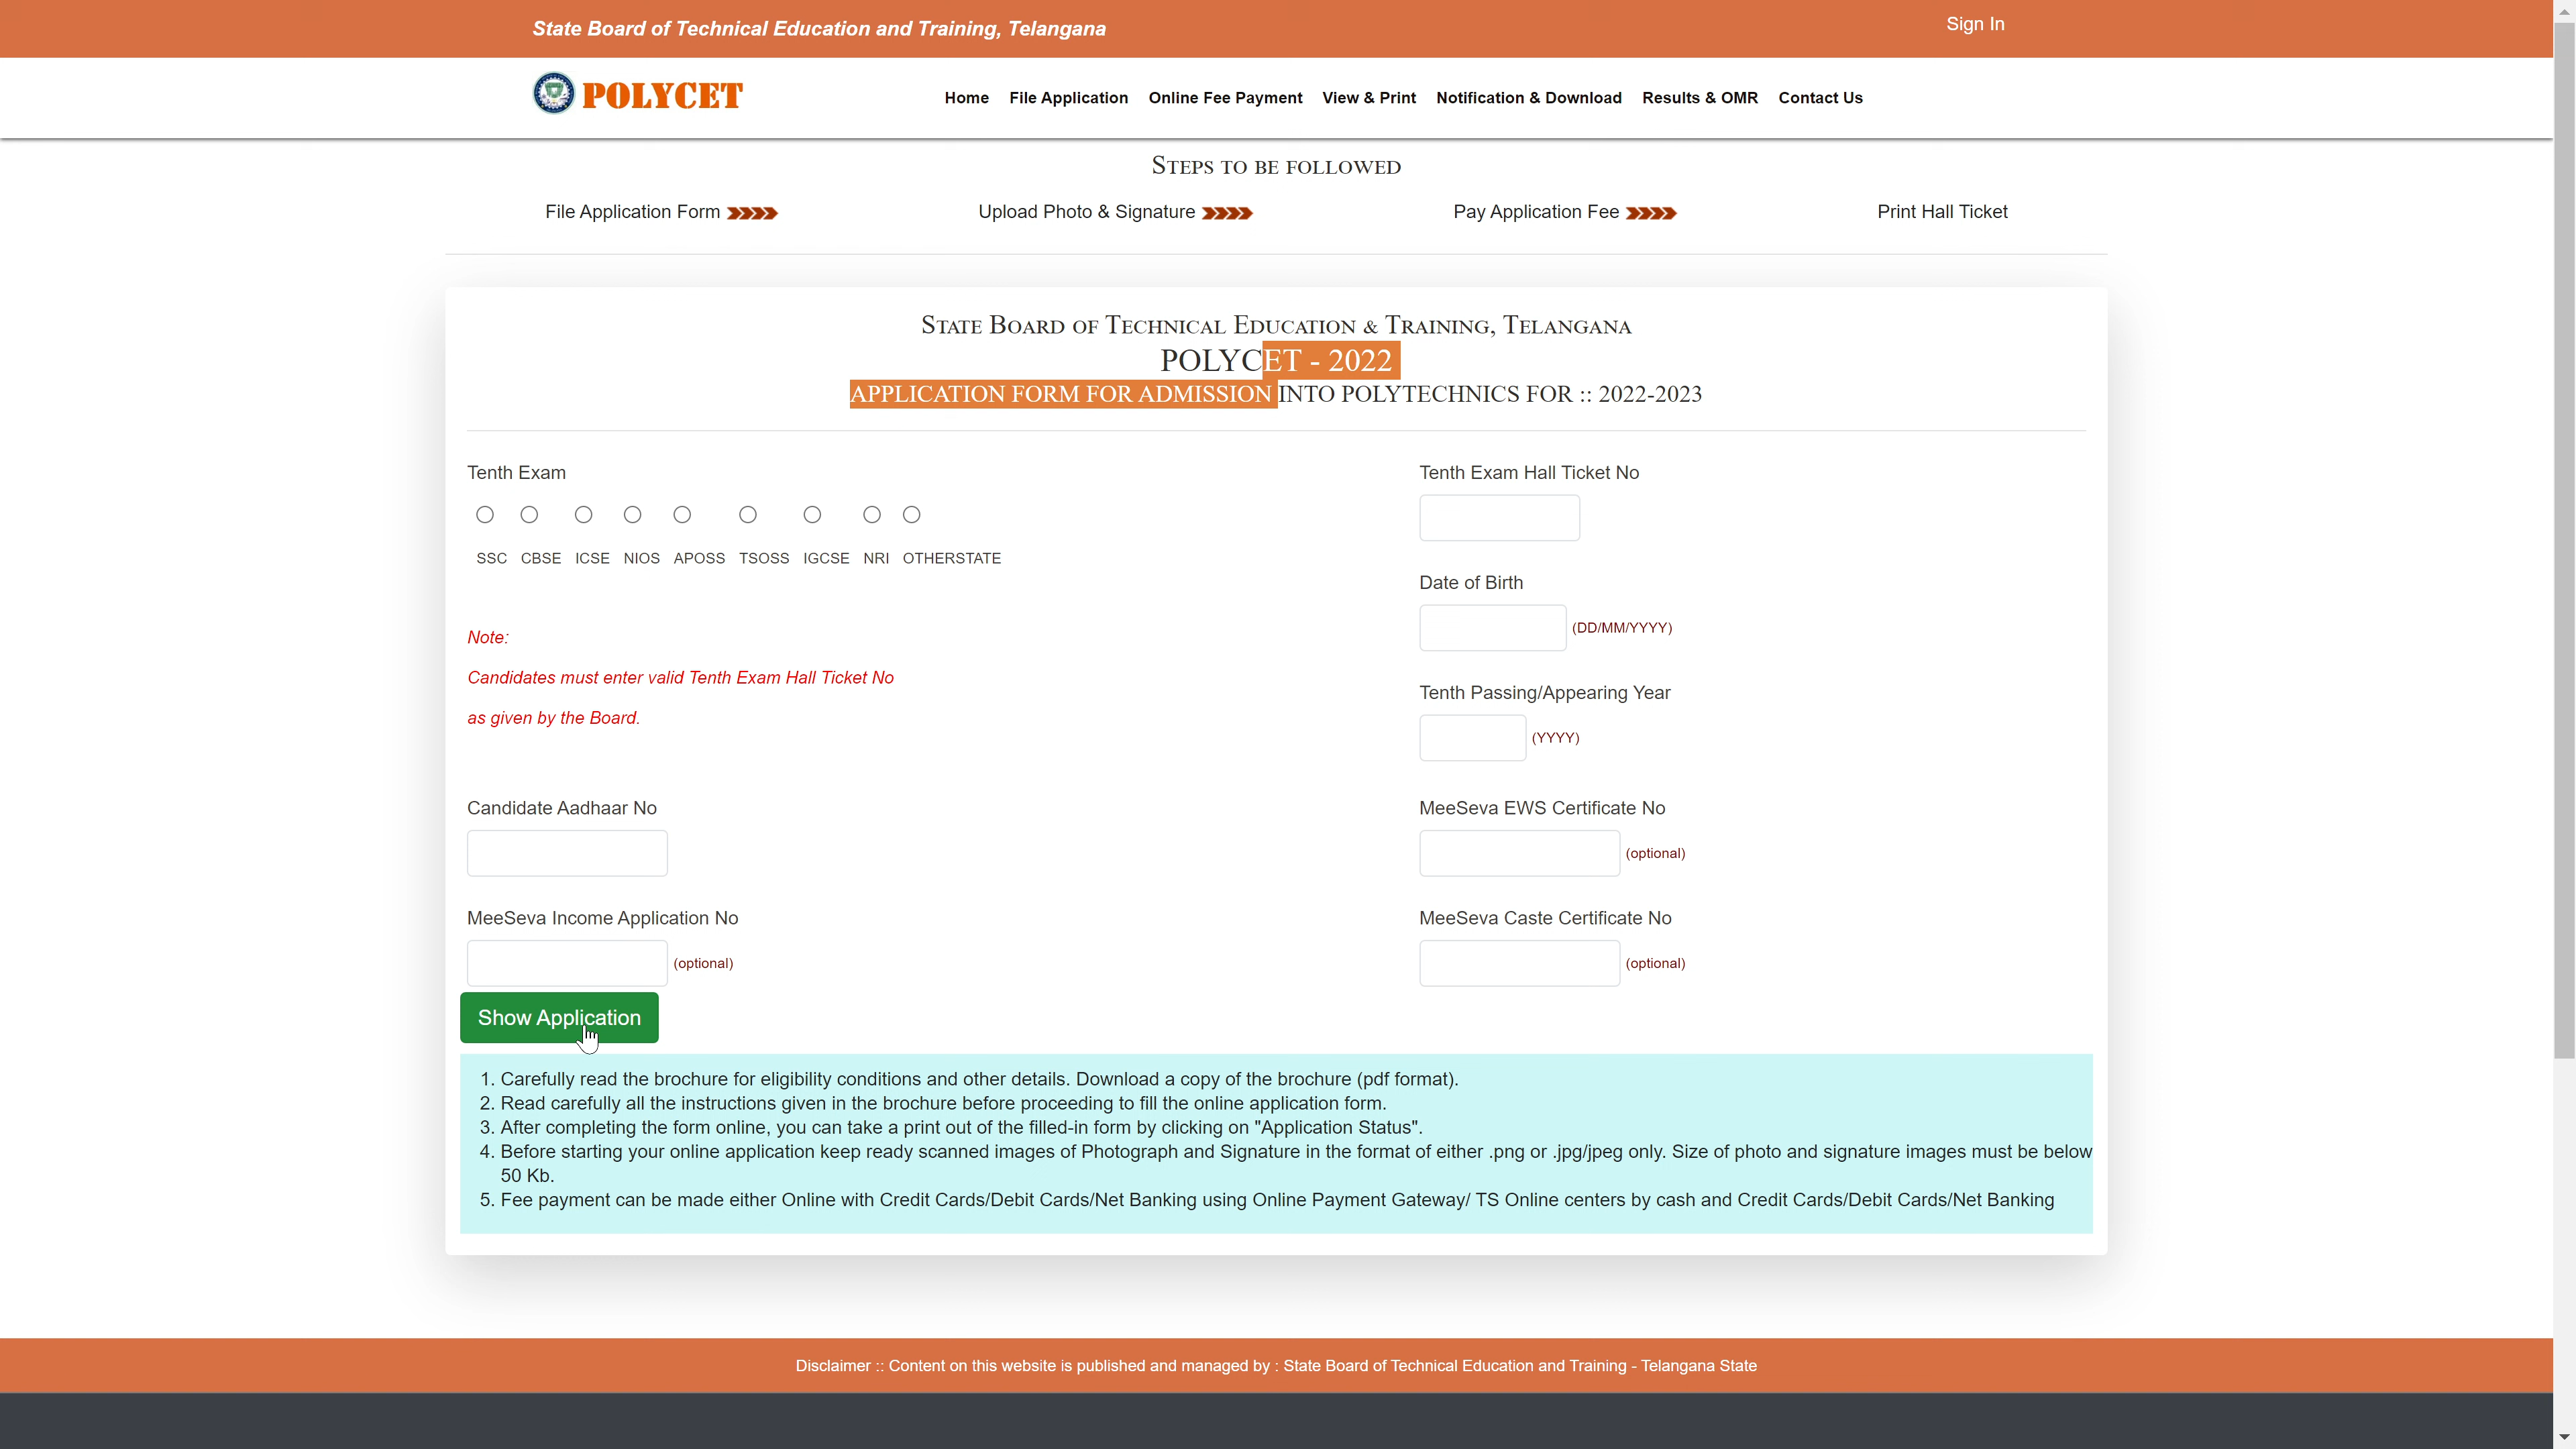 State Board of Technical Education and Training, Telangana
Sign In
POLYCET
Home File Application Online Fee Payment View & Print Notification & Download Results & OMR Contact Us
STEPS TO BE FOLLOWED
File Application Form Upload Photo & Signature Pay Application Fee Print Hall Ticket
STATE BOARD OF TECHNICAL EDUCATION & TRAINING, TELANGANA
POLYCET - 2022
APPLICATION FORM FOR ADMISSION INTO POLYTECHNICS FOR :: 2022-2023
Tenth Exam
SSC CBSE ICSE NIOS APOSS TSOSS IGCSE NRI OTHERSTATE
Note:
Candidates must enter valid Tenth Exam Hall Ticket No
as given by the Board.
Tenth Exam Hall Ticket No
Date of Birth
(DD/MM/YYYY)
Tenth Passing/Appearing Year
(YYYY)
Candidate Aadhaar No
MeeSeva EWS Certificate No
(optional)
MeeSeva Income Application No
(optional)
MeeSeva Caste Certificate No
(optional)
Show Application
1. Carefully read the brochure for eligibility conditions and other details. Download a copy of the brochure (pdf format).
2. Read carefully all the instructions given in the brochure before proceeding to fill the online application form.
3. After completing the form online, you can take a print out of the filled-in form by clicking on "Application Status".
4. Before starting your online application keep ready scanned images of Photograph and Signature in the format of either .png or .jpg/jpeg only. Size of photo and signature images must be below
50 Kb.
5. Fee payment can be made either Online with Credit Cards/Debit Cards/Net Banking using Online Payment Gateway/ TS Online centers by cash and Credit Cards/Debit Cards/Net Banking
Disclaimer :: Content on this website is published and managed by : State Board of Technical Education and Training - Telangana State